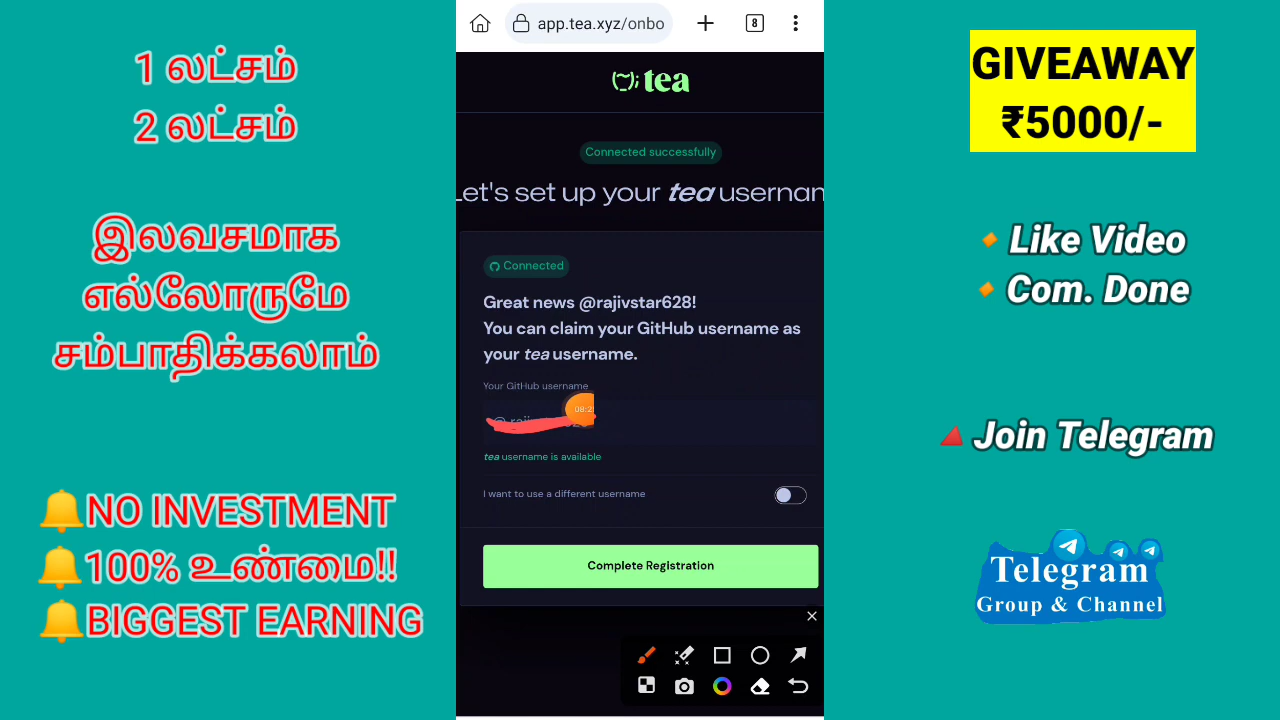 1 லட்சம்
2 லட்சம்
இலவசமாக
எல்லோருமே
சம்பாதிக்கலாம்
NO INVESTMENT
100% உண்மை!!
BIGGEST EARNING
app.tea.xyz/onbo
8
tea
Connected successfully
Let's set up your tea usernam
Connected
Great news @rajivstar628!
You can claim your GitHub username as
your tea username.
Your GitHub username
tea username is available
I want to use a different username
Complete Registration
GIVEAWAY
₹5000/-
Like Video
Com. Done
Join Telegram
Telegram
Group & Channel